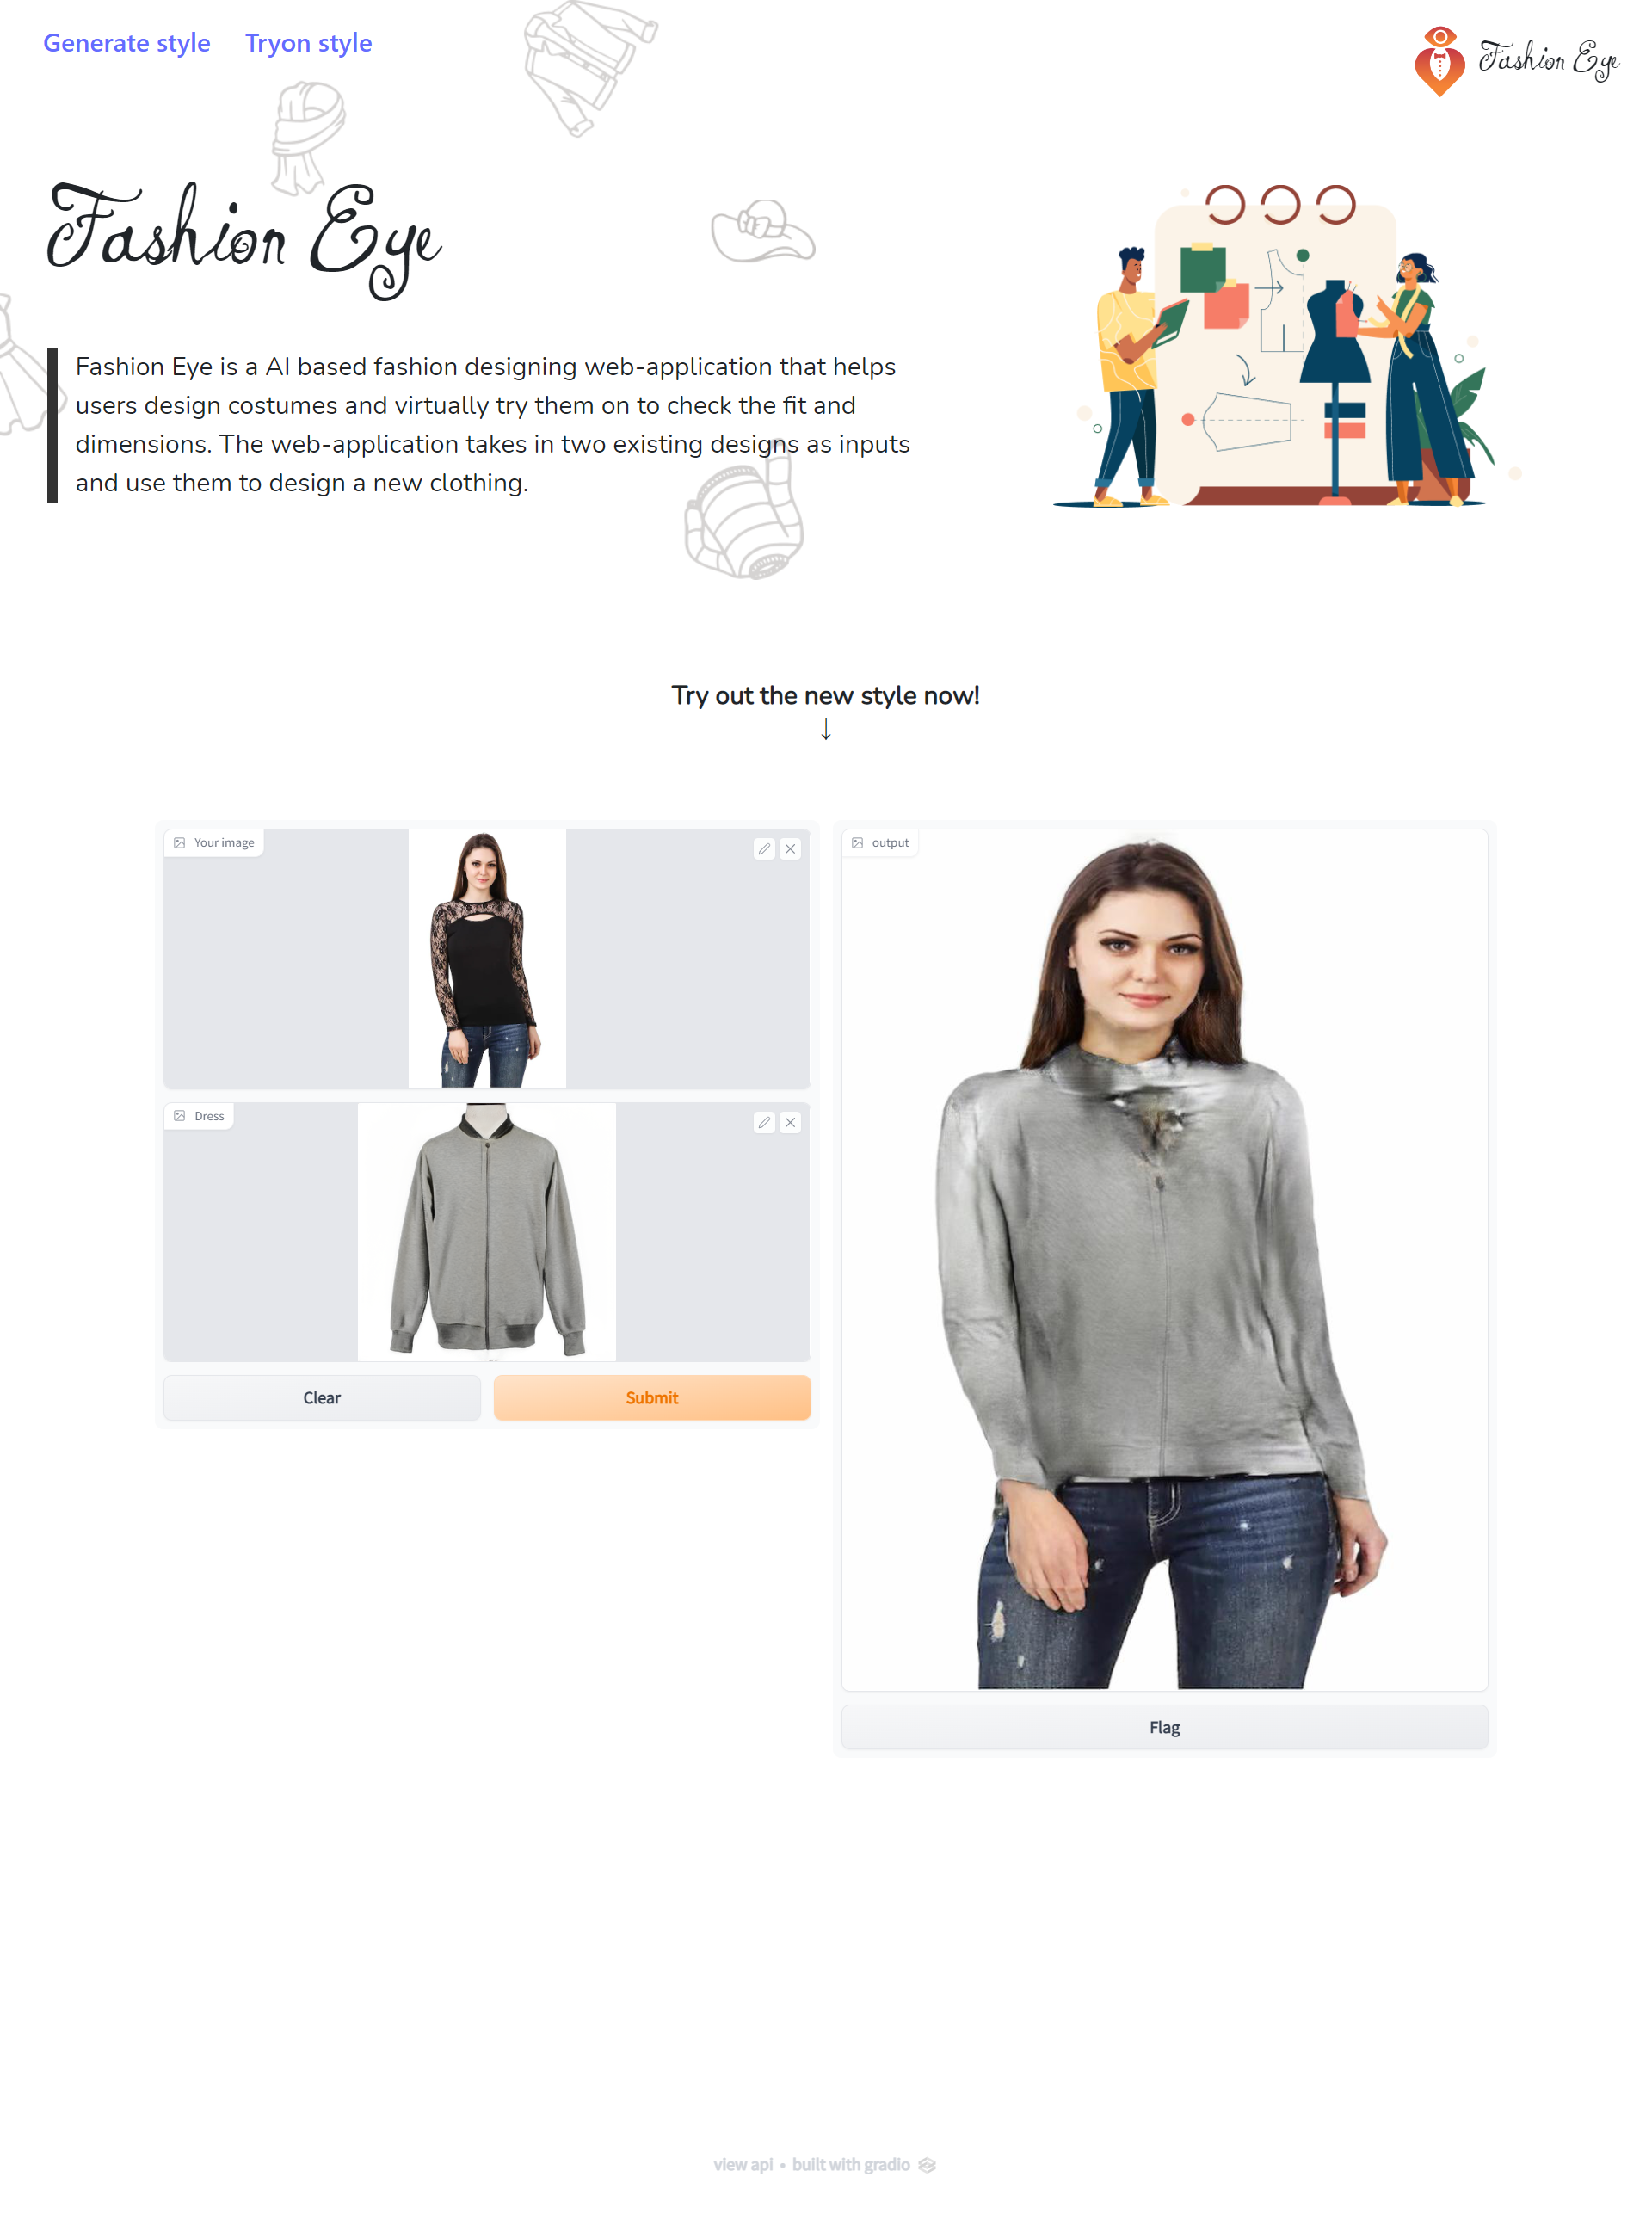 Generate style
Tryon style
Fashion Eye
Fashion Eye
Fashion Eye is a AI based fashion designing web-application that helps
users design costumes and virtually try them on to check the fit and
dimensions. The web-application takes in two existing designs as inputs
and use them to design a new clothing.
Try out the new style now!
↓
Your image
Dress
Clear
Submit
output
Flag
view api • built with gradio